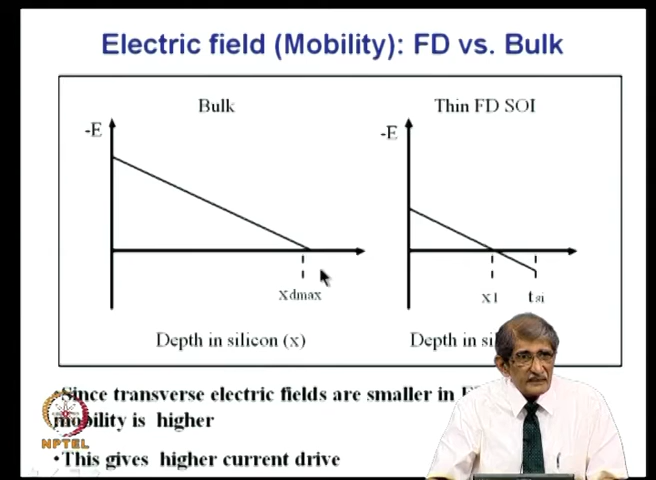 Electric field (Mobility): FD vs. Bulk
Bulk
Thin FD SOI
-E
-E
Xdmax
x1
tsi
Depth in silicon (x)
Depth in
•Since transverse electric fields are smaller in
mobility is higher
NPTEL
•This gives higher current drive